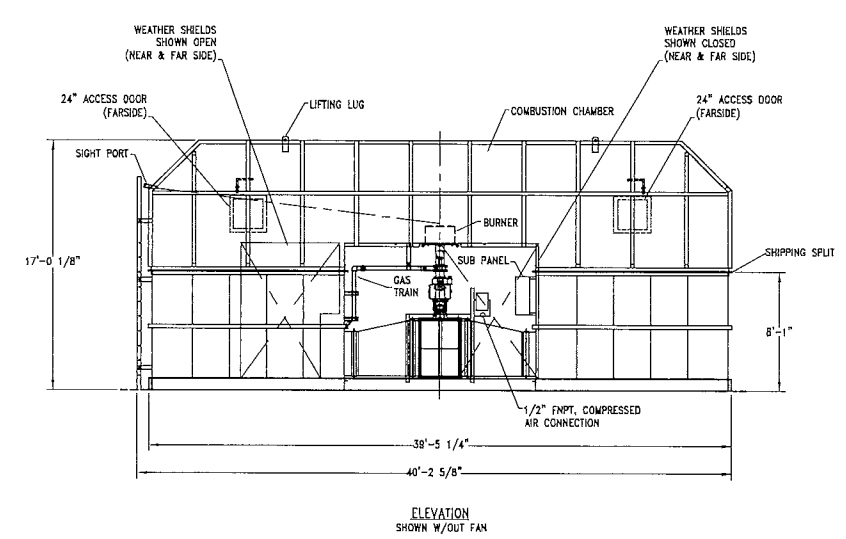 WEATHER SHIELDS
SHOWN OPEN
(NEAR & FAR SIDE)
WEATHER SHIELDS
SHOWN CLOSED
(NEAR & FAR SIDE)
24" ACCESS DOOR
(FARSIDE)
LIFTING LUG
COMBUSTION CHAMBER
24" ACCESS DOOR
(FARSIDE)
SIGHT PORT
BURNER
17'-0 1/8"
SUB PANEL
SHIPPING SPLIT
GAS
TRAIN
8'-1"
1/2" FNPT, COMPRESSED
AIR CONNECTION
39'-5 1/4"
40'-2 5/8"
ELEVATION
SHOWN W/OUT FAN